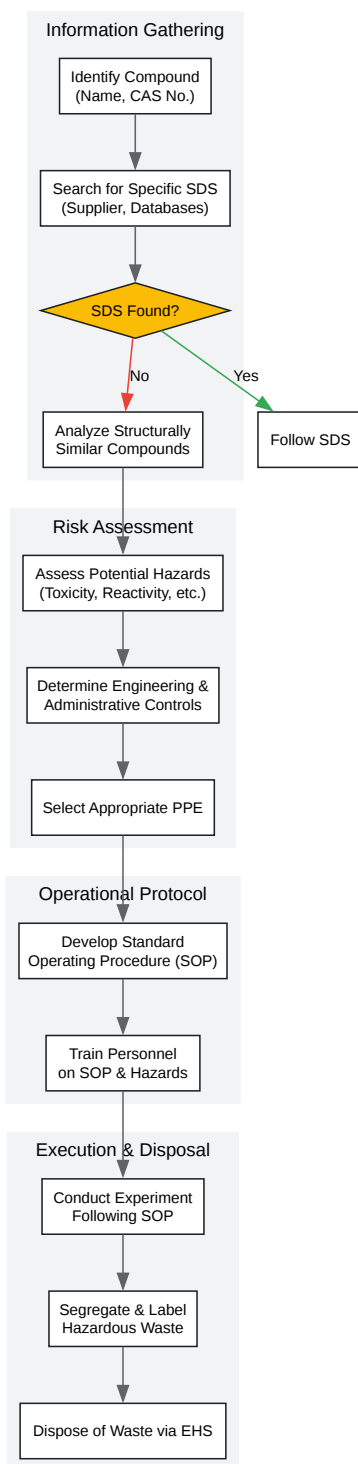 Information Gathering
Identify Compound
(Name, CAS No.)
Search for Specific SDS
(Supplier, Databases)
SDS Found?
No
Yes
Analyze Structurally
Similar Compounds
Follow SDS
Risk Assessment
Assess Potential Hazards
(Toxicity, Reactivity, etc.)
Determine Engineering &
Administrative Controls
Select Appropriate PPE
Operational Protocol
Develop Standard
Operating Procedure (SOP)
Train Personnel
on SOP & Hazards
Execution & Disposal
Conduct Experiment
Following SOP
Segregate & Label
Hazardous Waste
Dispose of Waste via EHS